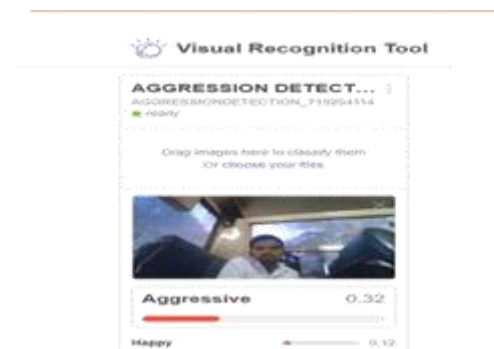 Visual Recognition Tool
AGGRESSION DETECT...
AGGRESSIONDETECTION_719254114
ready
Drag images here to classify them
Or choose your files
Aggressive 0.32
Happy 0.12